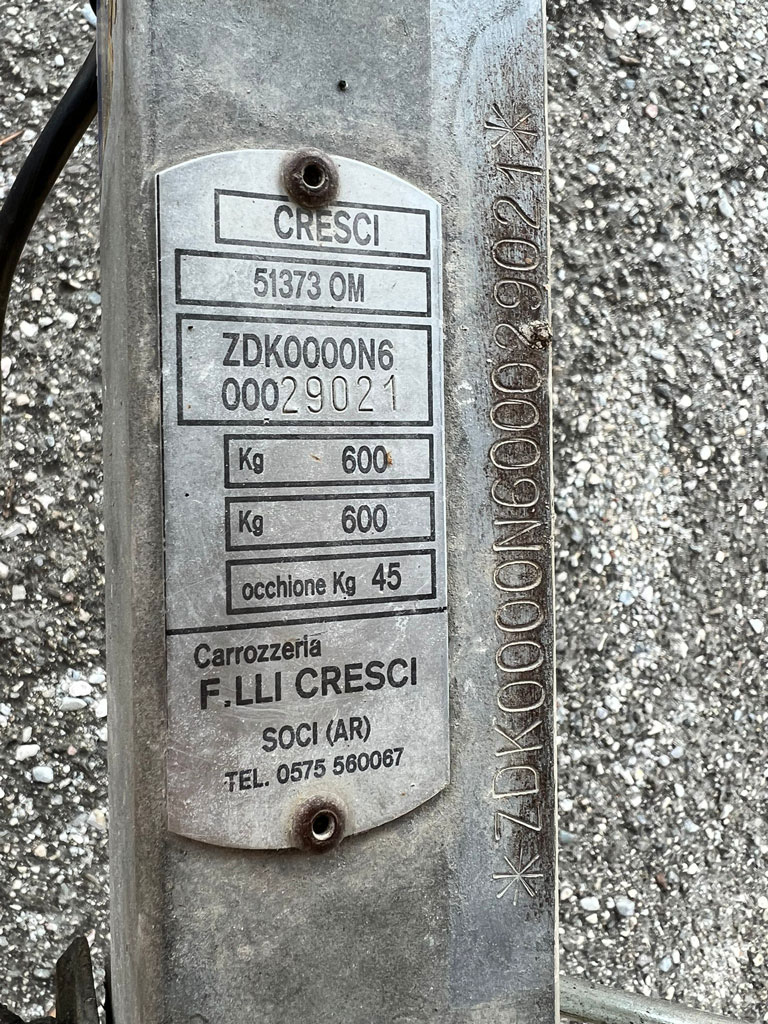 CRESCI
51373 OM
ZDK0000N6
00029021
Kg 600
Kg 600
occhione Kg 45
Carrozzeria
F.LLI CRESCI
SOCI (AR)
TEL. 0575 560067
*ZDK0000N600029021*